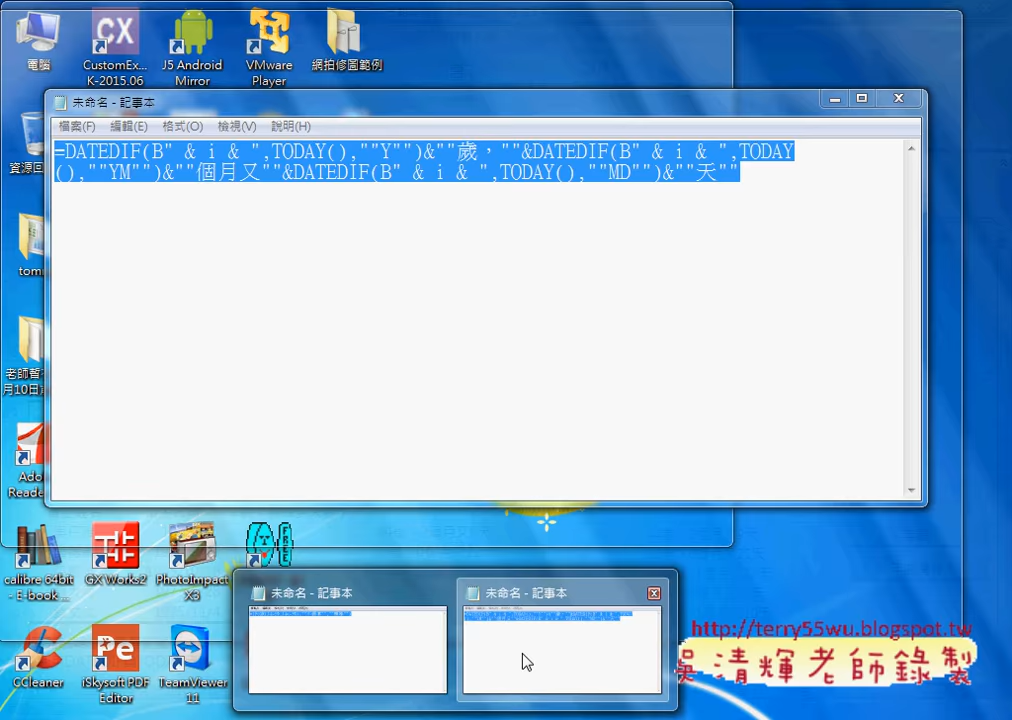 電腦
CustomEx...
K-2015.06
J5 Android
Mirror
VMware
Player
網拍修圖範例
未命名 - 記事本
檔案(F) 編輯(E) 格式(O) 檢視(V) 說明(H)
=DATEDIF(B" & i & ",TODAY(),""Y"")&""歲，""&DATEDIF(B" & i & ",TODAY
(),""YM"")&""個月又""&DATEDIF(B" & i & ",TODAY(),""MD"")&""天""
資源回
tom
老師暫
月10日
Ado
Reade
calibre 64bit
- E-book ...
GX Works2
PhotoImpact
X3
FREE
未命名 - 記事本
未命名 - 記事本
CCleaner
iSkysoft PDF
Editor
TeamViewer
11
http://terry55wu.blogspot.tw
吳清輝老師錄製